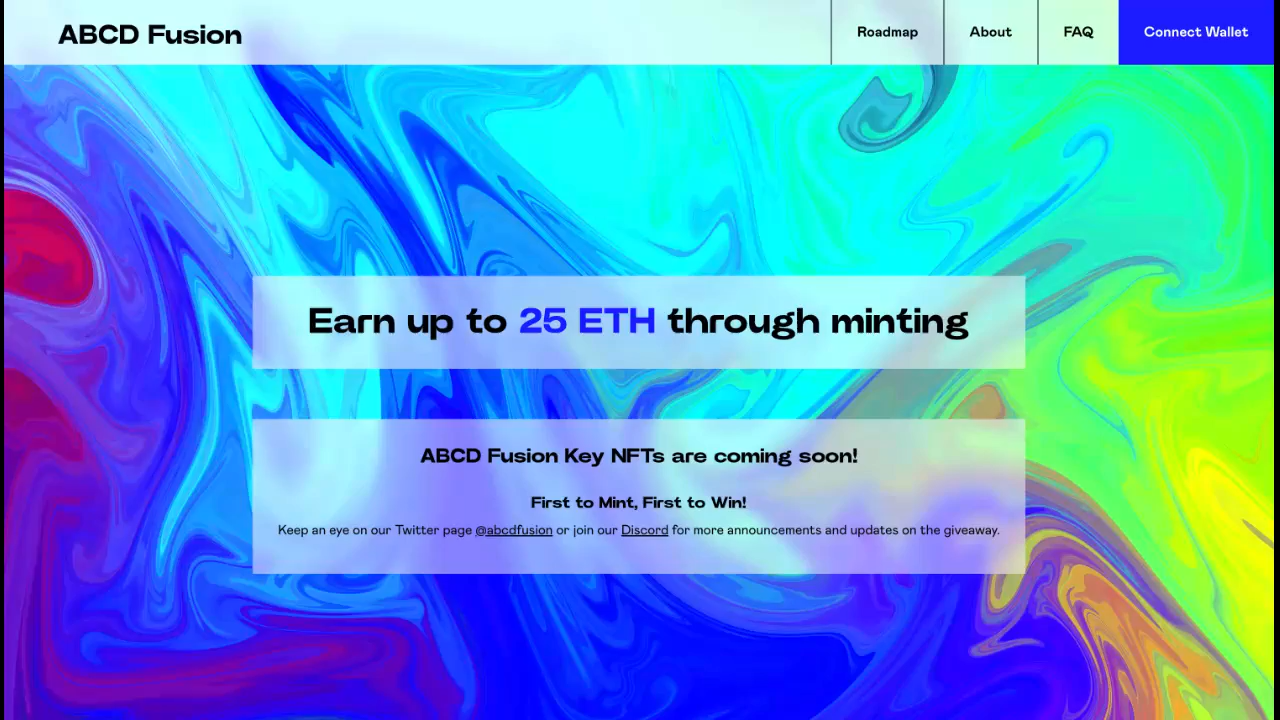 ABCD Fusion
Roadmap
About
FAQ
Connect Wallet
Earn up to 25 ETH through minting
ABCD Fusion Key NFTs are coming soon!
First to Mint, First to Win!
Keep an eye on our Twitter page @abcdfusion or join our Discord for more announcements and updates on the giveaway.